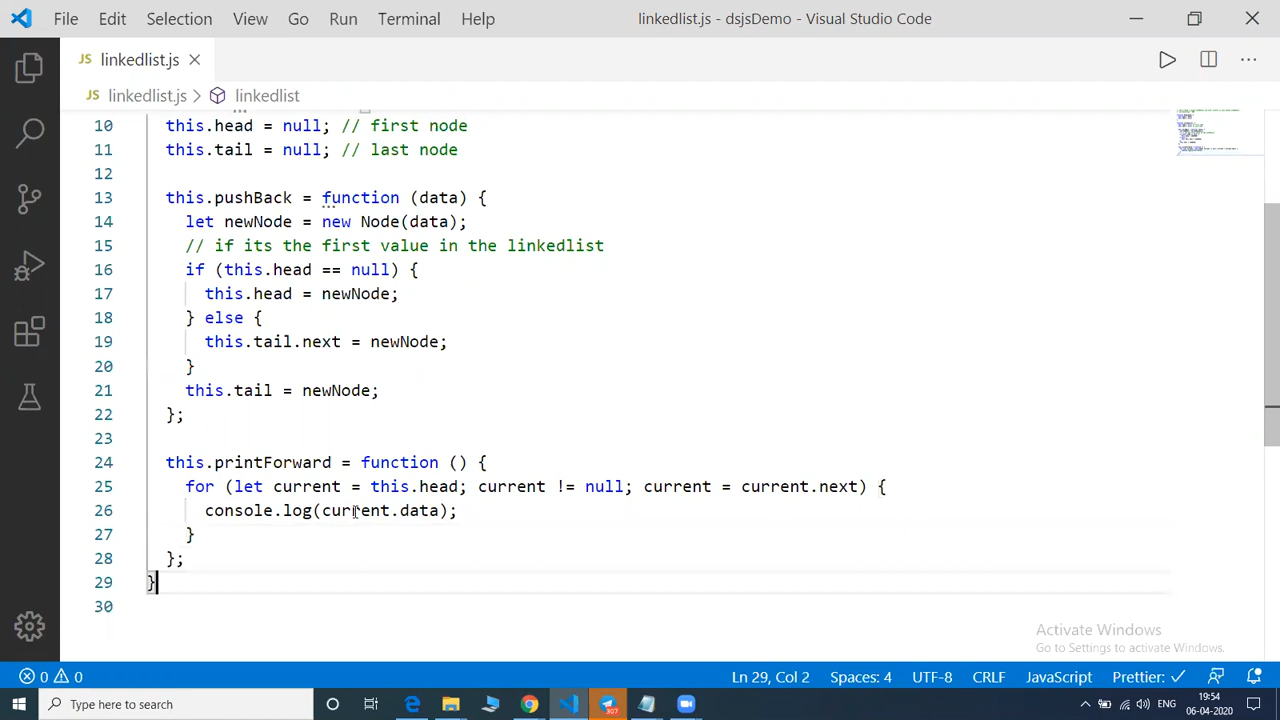 File Edit Selection View Go Run Terminal Help linkedlist.js - dsjsDemo - Visual Studio Code
JS linkedlist.js
JS linkedlist.js > linkedlist
10 this.head = null; // first node
11 this.tail = null; // last node
12
13 this.pushBack = function (data) {
14 let newNode = new Node(data);
15 // if its the first value in the linkedlist
16 if (this.head == null) {
17 this.head = newNode;
18 } else {
19 this.tail.next = newNode;
20 }
21 this.tail = newNode;
22 };
23
24 this.printForward = function () {
25 for (let current = this.head; current != null; current = current.next) {
26 console.log(current.data);
27 }
28 };
29 }
30
Activate Windows
Go to Settings to activate Windows.
0 0 Ln 29, Col 2 Spaces: 4 UTF-8 CRLF JavaScript Prettier: ✓
Type here to search 307 ENG 19:54
06-04-2020